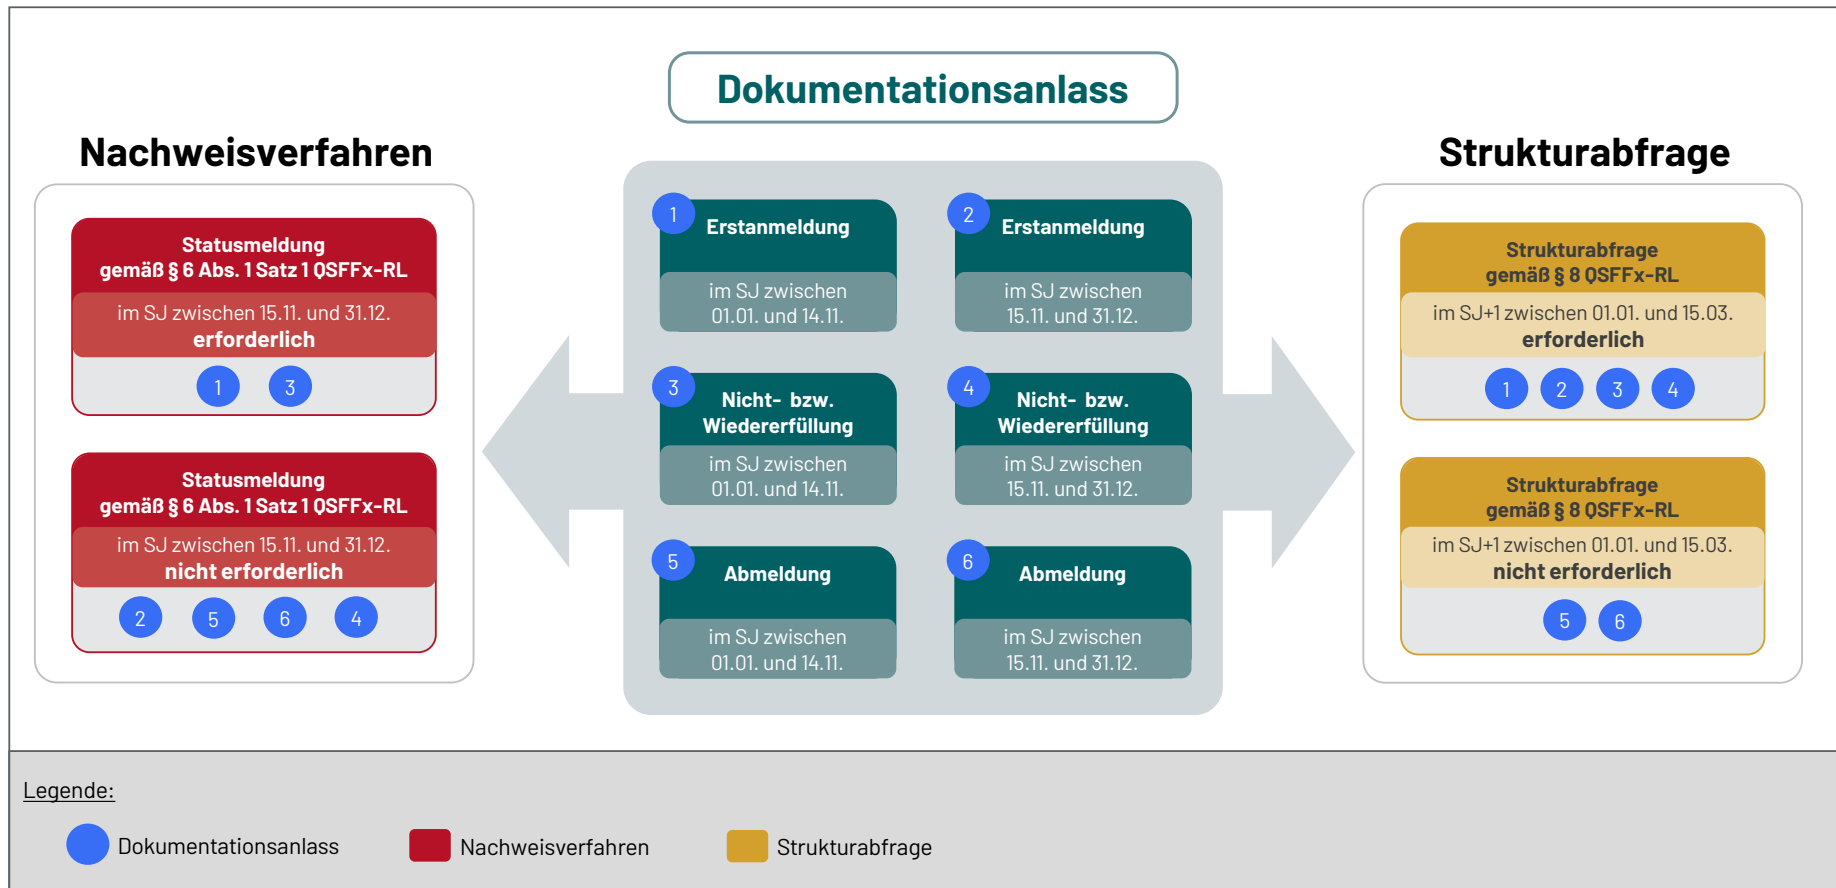 Dokumentationsanlass
Nachweisverfahren
Statusmeldung
gemäß § 6 Abs. 1 Satz 1 QSFFx-RL
im SJ zwischen 15.11. und 31.12.
erforderlich
1 3
Statusmeldung
gemäß § 6 Abs. 1 Satz 1 QSFFx-RL
im SJ zwischen 15.11. und 31.12.
nicht erforderlich
2 5 6 4
1
Erstanmeldung
im SJ zwischen
01.01. und 14.11.
2
Erstanmeldung
im SJ zwischen
15.11. und 31.12.
3
Nicht- bzw.
Wiedererfüllung
im SJ zwischen
01.01. und 14.11.
4
Nicht- bzw.
Wiedererfüllung
im SJ zwischen
15.11. und 31.12.
5
Abmeldung
im SJ zwischen
01.01. und 14.11.
6
Abmeldung
im SJ zwischen
15.11. und 31.12.
Strukturabfrage
Strukturabfrage
gemäß § 8 QSFFx-RL
im SJ+1 zwischen 01.01. und 15.03.
erforderlich
1 2 3 4
Strukturabfrage
gemäß § 8 QSFFx-RL
im SJ+1 zwischen 01.01. und 15.03.
nicht erforderlich
5 6
Legende:
Dokumentationsanlass
Nachweisverfahren
Strukturabfrage